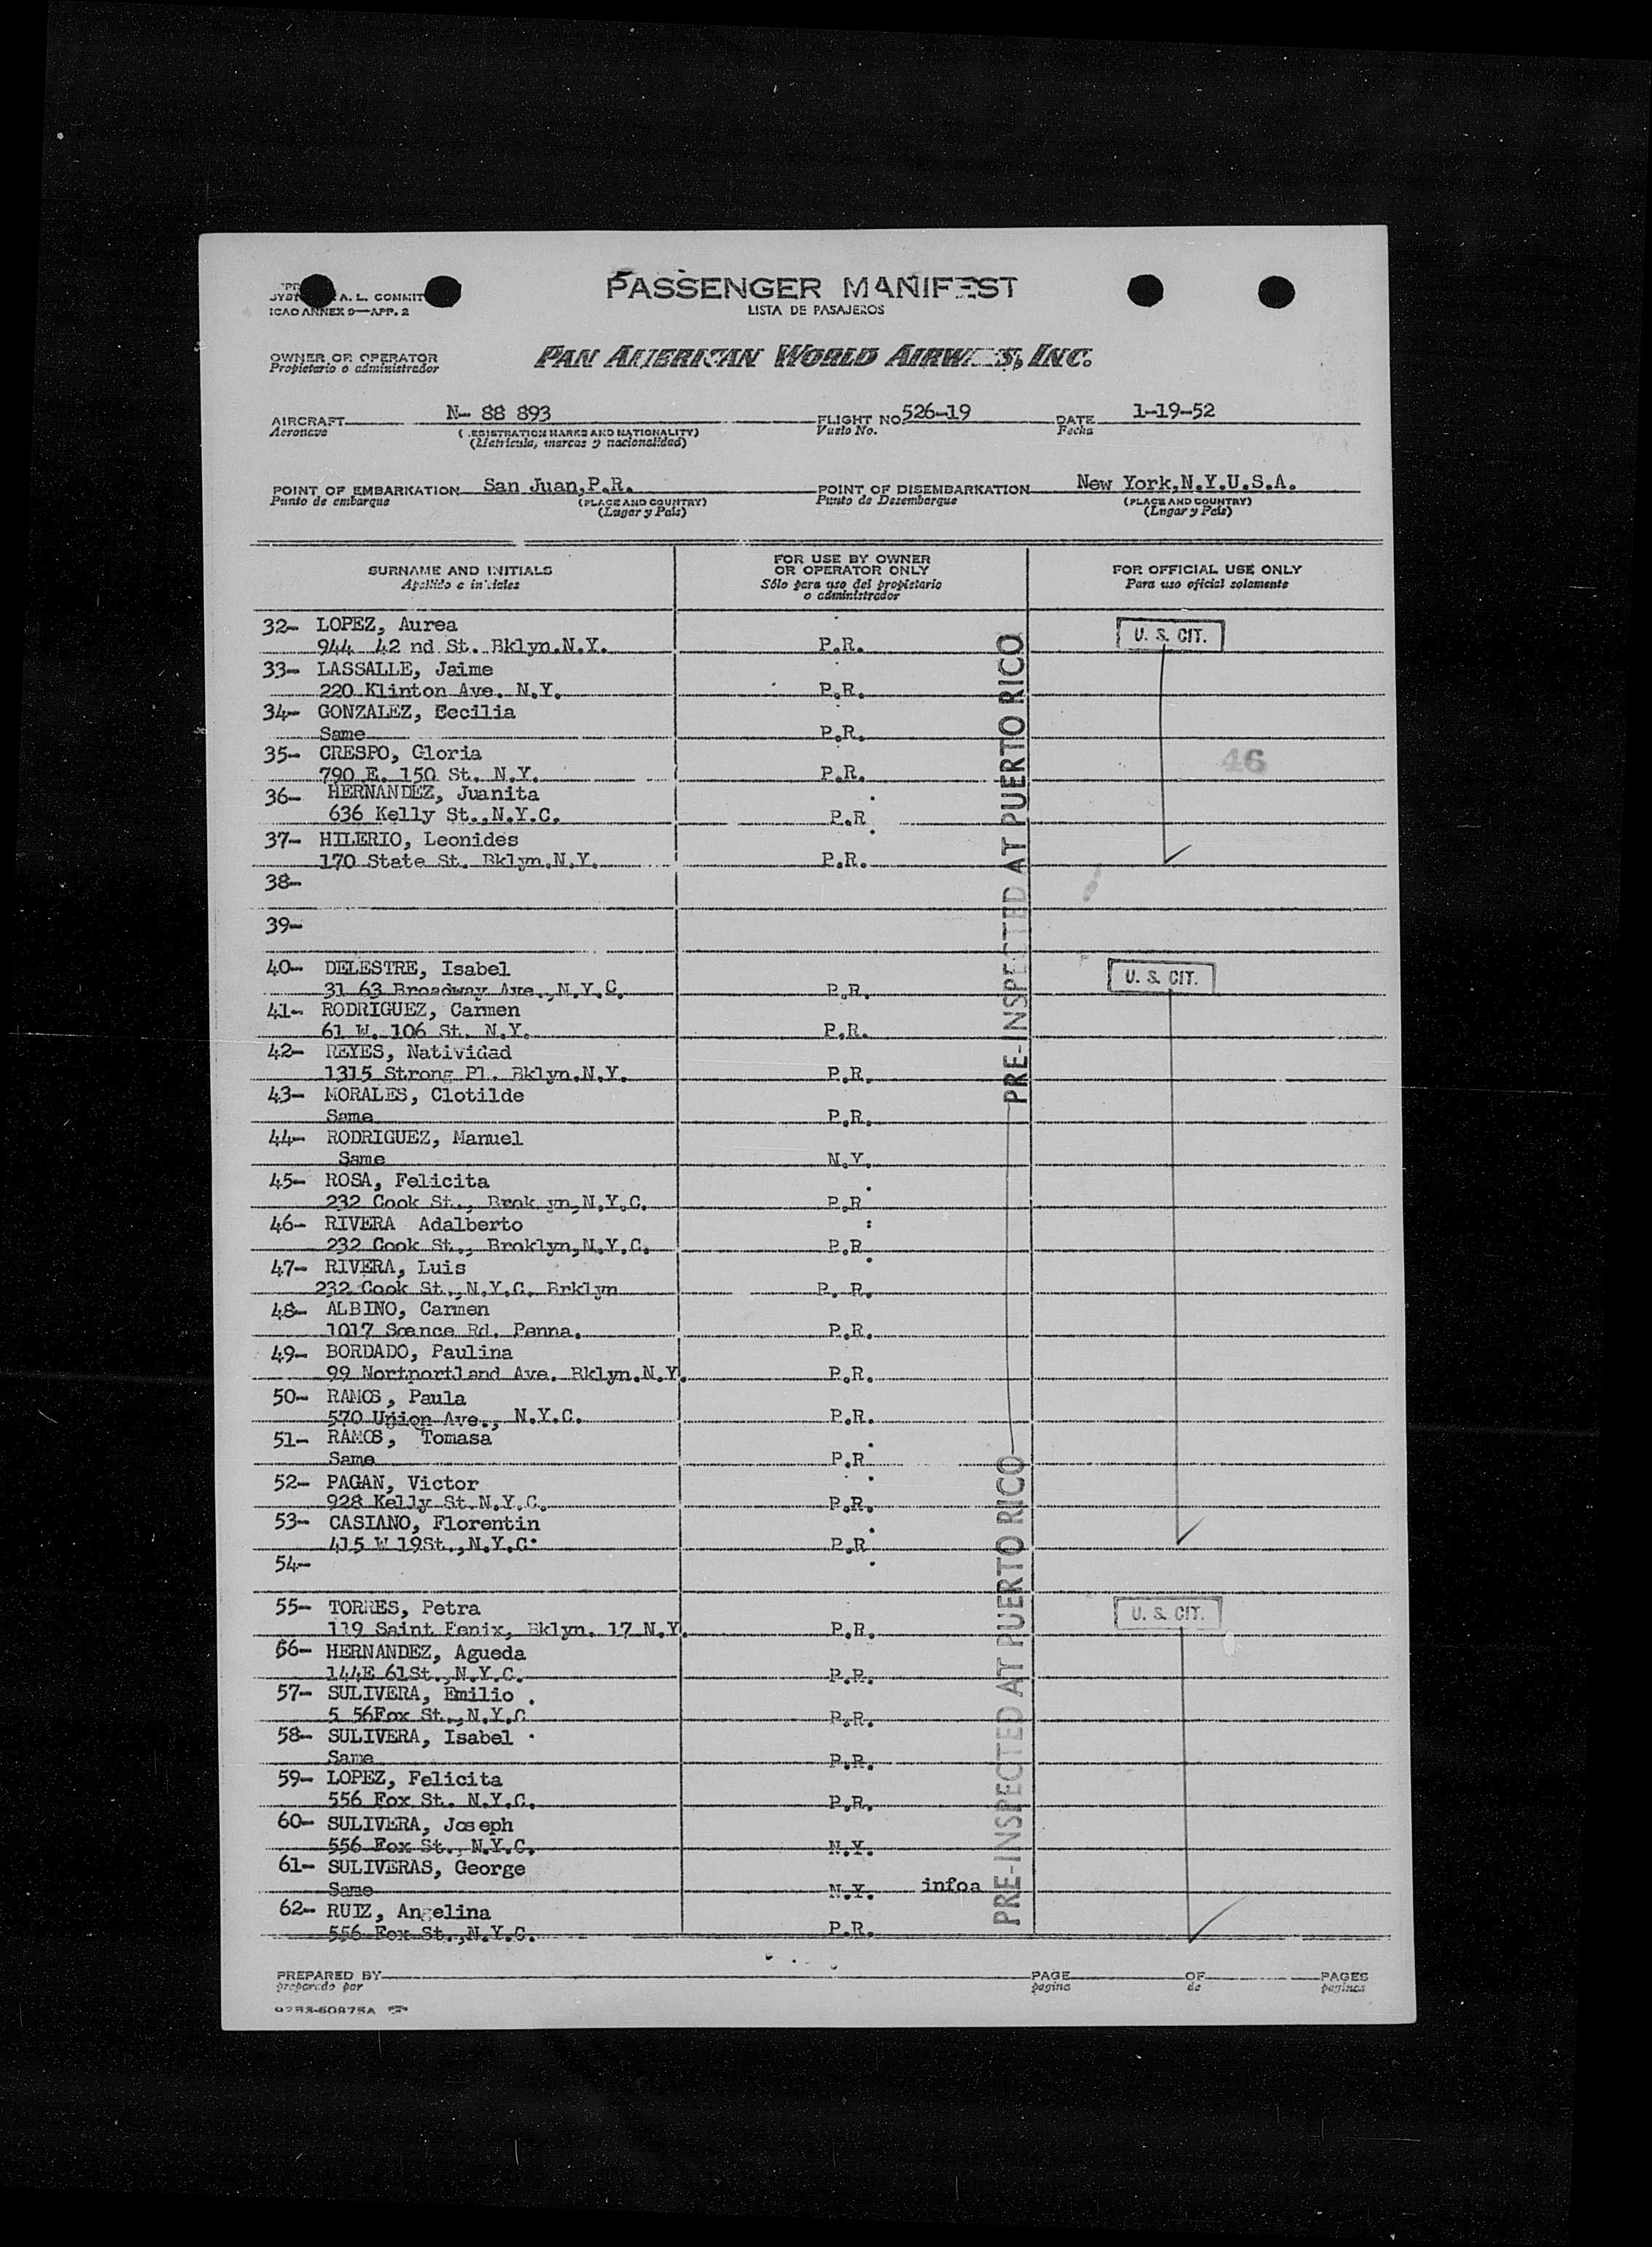 PASSENGER MANIFEST
LISTA DE PASAJEROS
A. L. COMMIT
ICAO ANNEX 9—APP. 2
OWNER OR OPERATOR
Propietario o administrador
PAN AMERICAN WORLD AIRWAYS, INC.
AIRCRAFT N- 88 893 FLIGHT NO. 526-19 DATE 1-19-52
Aeronave (REGISTRATION MARKS AND NATIONALITY) Vuelo No. Fecha
(Matrícula, marcas y nacionalidad)
POINT OF EMBARKATION San Juan,P.R. POINT OF DISEMBARKATION New York,N.Y.U.S.A.
Punto de embarque (PLACE AND COUNTRY) Punto de Desembarque (PLACE AND COUNTRY)
(Lugar y País) (Lugar y País)
SURNAME AND INITIALS FOR USE BY OWNER OR OPERATOR ONLY FOR OFFICIAL USE ONLY
Apellido e iniciales Sólo para uso del propietario o administrador Para uso oficial solamente
32- LOPEZ, Aurea U. S. CIT.
944 42 nd St. Bklyn.N.Y. P.R.
33- LASSALLE, Jaime
220 Klinton Ave. N.Y. P.R.
34- GONZALEZ, Cecilia
Same P.R.
35- CRESPO, Gloria 46
790 E. 150 St. N.Y. P.R.
36- HERNANDEZ, Juanita
636 Kelly St.,N.Y.C. P.R
37- HILERIO, Leonides
170 State St. Bklyn.N.Y. P.R.
38-
39-
PRE-INSPECTED AT PUERTO RICO
40- DELESTRE, Isabel U. S. CIT.
31 63 Broadway Ave.,N.Y.C. P.R.
41- RODRIGUEZ, Carmen
61 W. 106 St. N.Y. P.R.
42- REYES, Natividad
1315 Strong Pl. Bklyn.N.Y. P.R.
43- MORALES, Clotilde
Same P.R.
44- RODRIGUEZ, Manuel
Same N.Y.
45- ROSA, Felicita
232 Cook St., Brok yn,N.Y.C. P.R
46- RIVERA Adalberto
232 Cook St., Broklyn,N.Y.C. P.R
47- RIVERA, Luis
232 Cook St.,N.Y.C. Brklyn P. R.
48- ALBINO, Carmen
1017 Rd. Penna. P.R.
49- BORDADO, Paulina
99 Nortportland Ave. Bklyn.N.Y. P.R.
50- RAMOS, Paula
570 Union Ave., N.Y.C. P.R.
51- RAMOS, Tomasa
Same P.R
52- PAGAN, Victor
928 Kelly St.N.Y.C. P.R.
53- CASIANO, Florentin
415 W 19St.,N.Y.C. P.R
54-
PRE-INSPECTED AT PUERTO RICO
55- TORRES, Petra U. S. CIT.
119 Saint Fenix, Bklyn. 17 N.Y. P.R.
56- HERNANDEZ, Agueda
144E 61St.,N.Y.C. P.R.
57- SULIVERA, Emilio .
5 56Fox St.,N.Y.C P.R.
58- SULIVERA, Isabel .
Same P.R.
59- LOPEZ, Felicita
556 Fox St. N.Y.C. P.R.
60- SULIVERA, Joseph
556 Fox St., N.Y.C. N.Y.
61- SULIVERAS, George
Same N.Y. infoa
62- RUIZ, Angelina
556 Fox St.,N.Y.C. P.R.
PREPARED BY PAGE OF PAGES
preparado por pagina de paginas